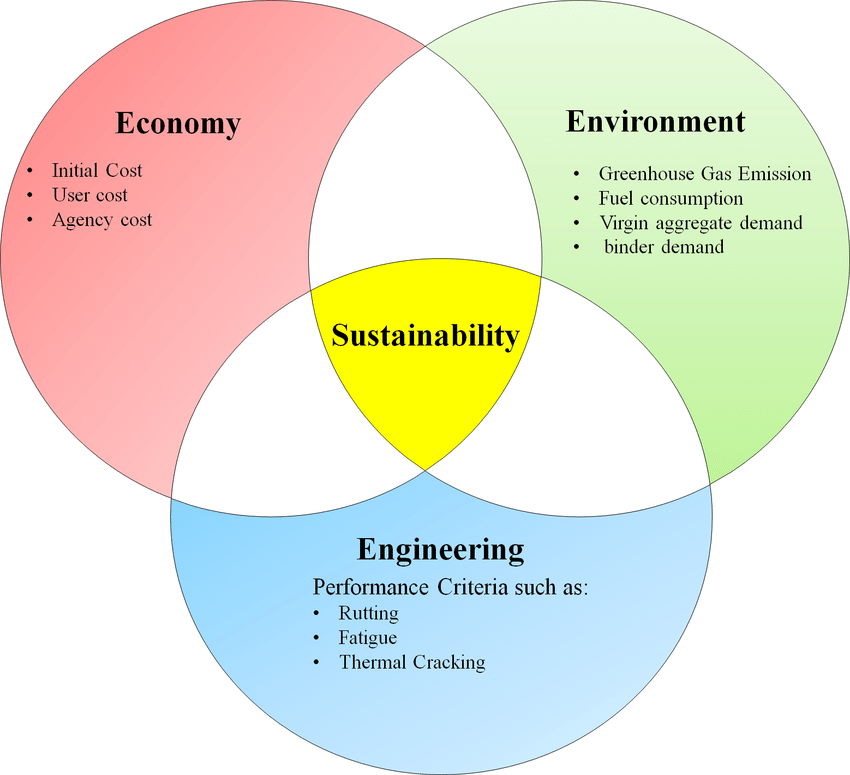 Economy
• Initial Cost
• User cost
• Agency cost
Environment
• Greenhouse Gas Emission
• Fuel consumption
• Virgin aggregate demand
• binder demand
Sustainability
Engineering
Performance Criteria such as:
• Rutting
• Fatigue
• Thermal Cracking